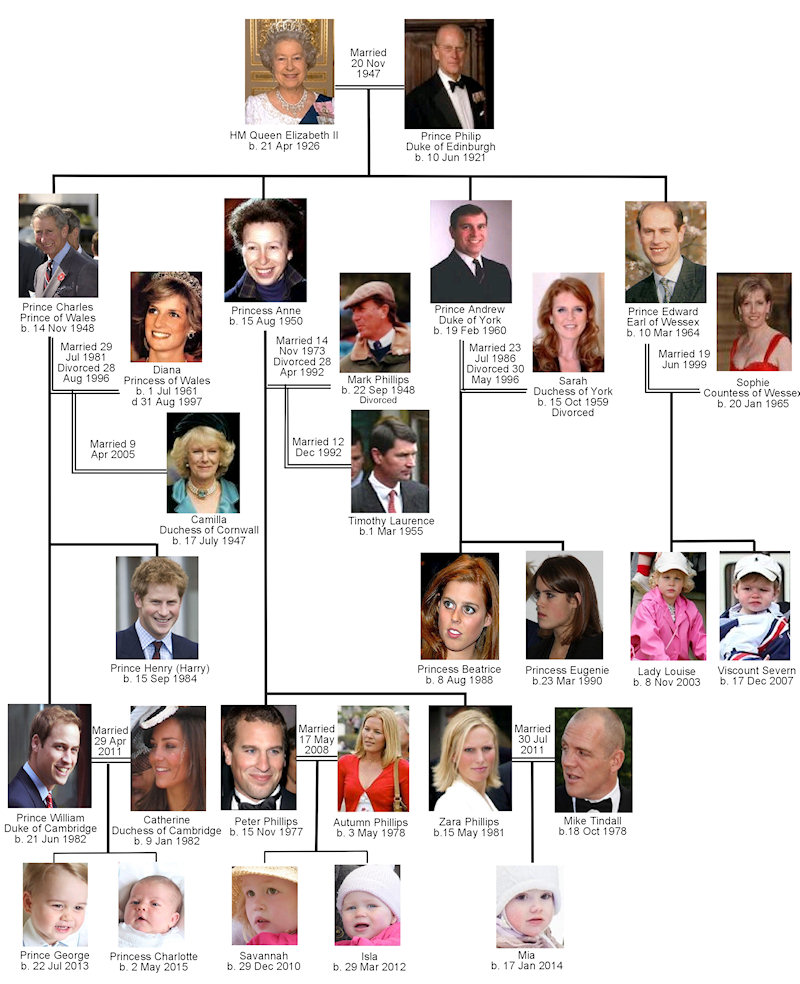 Married
20 Nov
1947
HM Queen Elizabeth II
b. 21 Apr 1926
Prince Philip
Duke of Edinburgh
b. 10 Jun 1921
Prince Charles
Prince of Wales
b. 14 Nov 1948
Married 29
Jul 1981
Divorced 28
Aug 1996
Diana
Princess of Wales
b. 1 Jul 1961
d 31 Aug 1997
Married 9
Apr 2005
Camilla
Duchess of Cornwall
b. 17 July 1947
Princess Anne
b. 15 Aug 1950
Married 14
Nov 1973
Divorced 28
Apr 1992
Mark Phillips
b. 22 Sep 1948
Divorced
Married 12
Dec 1992
Timothy Laurence
b.1 Mar 1955
Prince Andrew
Duke of York
b. 19 Feb 1960
Married 23
Jul 1986
Divorced 30
May 1996
Sarah
Duchess of York
b. 15 Oct 1959
Divorced
Prince Edward
Earl of Wessex
b. 10 Mar 1964
Married 19
Jun 1999
Sophie
Countess of Wessex
b. 20 Jan 1965
Prince Henry (Harry)
b. 15 Sep 1984
Princess Beatrice
b. 8 Aug 1988
Princess Eugenie
b.23 Mar 1990
Lady Louise
b. 8 Nov 2003
Viscount Severn
b. 17 Dec 2007
Prince William
Duke of Cambridge
b. 21 Jun 1982
Married
29 Apr
2011
Catherine
Duchess of Cambridge
b. 9 Jan 1982
Peter Phillips
b. 15 Nov 1977
Married
17 May
2008
Autumn Phillips
b. 3 May 1978
Zara Phillips
b.15 May 1981
Married
30 Jul
2011
Mike Tindall
b.18 Oct 1978
Prince George
b. 22 Jul 2013
Princess Charlotte
b. 2 May 2015
Savannah
b. 29 Dec 2010
Isla
b. 29 Mar 2012
Mia
b. 17 Jan 2014